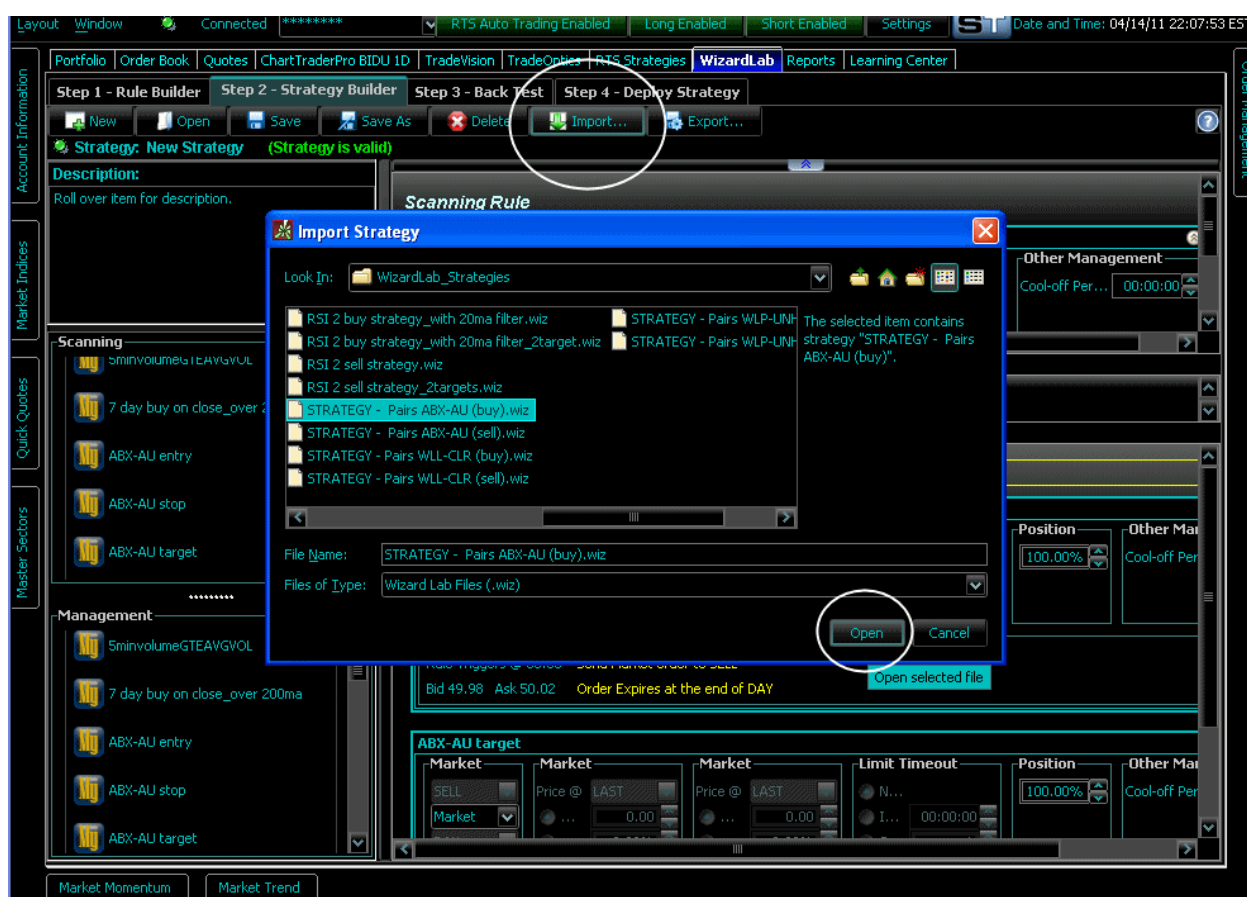 Layout Window Connected ******** RTS Auto Trading Enabled Long Enabled Short Enabled Settings ST Date and Time: 04/14/11 22:07:53 EST
Portfolio Order Book Quotes ChartTraderPro BIDU 1D TradeVision TradeOptics RTS Strategies WizardLab Reports Learning Center
Step 1 - Rule Builder Step 2 - Strategy Builder Step 3 - Back Test Step 4 - Deploy Strategy
New Open Save Save As Delete Import... Export...
Strategy: New Strategy (Strategy is valid)
Account Information
Market Indices
Quick Quotes
Master Sectors
Order Management
Description:
Roll over item for description.
Scanning Rule
Other Management
Cool-off Per... 00:00:00
Import Strategy
Look In: WizardLab_Strategies
RSI 2 buy strategy_with 20ma filter.wiz
RSI 2 buy strategy_with 20ma filter_2target.wiz
RSI 2 sell strategy.wiz
RSI 2 sell strategy_2targets.wiz
STRATEGY - Pairs ABX-AU (buy).wiz
STRATEGY - Pairs ABX-AU (sell).wiz
STRATEGY - Pairs WLL-CLR (buy).wiz
STRATEGY - Pairs WLL-CLR (sell).wiz
STRATEGY - Pairs WLP-UNH
STRATEGY - Pairs WLP-UNH
The selected item contains
strategy "STRATEGY - Pairs
ABX-AU (buy)".
File Name: STRATEGY - Pairs ABX-AU (buy).wiz
Files of Type: Wizard Lab Files (.wiz)
Open Cancel
Open selected file
Scanning
5minvolumeGTEAVGVOL
7 day buy on close_over 2
ABX-AU entry
ABX-AU stop
ABX-AU target
Management
5minvolumeGTEAVGVOL
7 day buy on close_over 200ma
ABX-AU entry
ABX-AU stop
ABX-AU target
Position Other Mar
100.00% Cool-off Per
Bid 49.98 Ask 50.02 Order Expires at the end of DAY
ABX-AU target
Market Market Market Limit Timeout Position Other Mar
SELL Price @ LAST Price @ LAST N... 100.00% Cool-off Per
Market ... 0.00 ... 0.00 I... 00:00:00
Market Momentum Market Trend